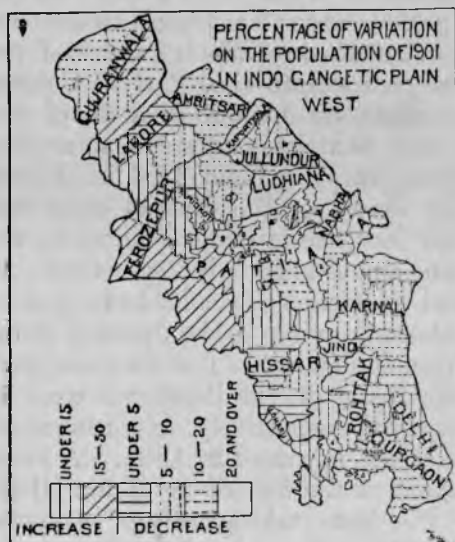 PERCENTAGE OF VARIATION
ON THE POPULATION OF 1901
IN INDO GANGETIC PLAIN
WEST
GUJRANWALA
AMRITSAR
LAHORE
KAPURTHALA
JULLUNDUR
LUDHIANA
FEROZEPUR
FARIDKOT
P A T I A
NABHA
KARNAL
JIND
HISSAR
ROHTAK
DELHI
GURGAON
UNDER 15
15-30
UNDER 5
5-10
10-20
20 AND OVER
INCREASE
DECREASE